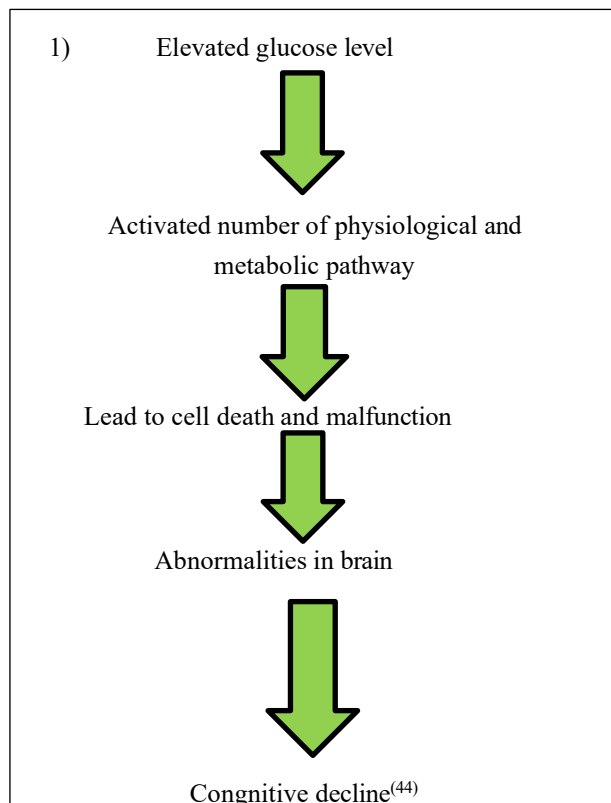 1) Elevated glucose level
Activated number of physiological and
metabolic pathway
Lead to cell death and malfunction
Abnormalities in brain
Congnitive decline(44)